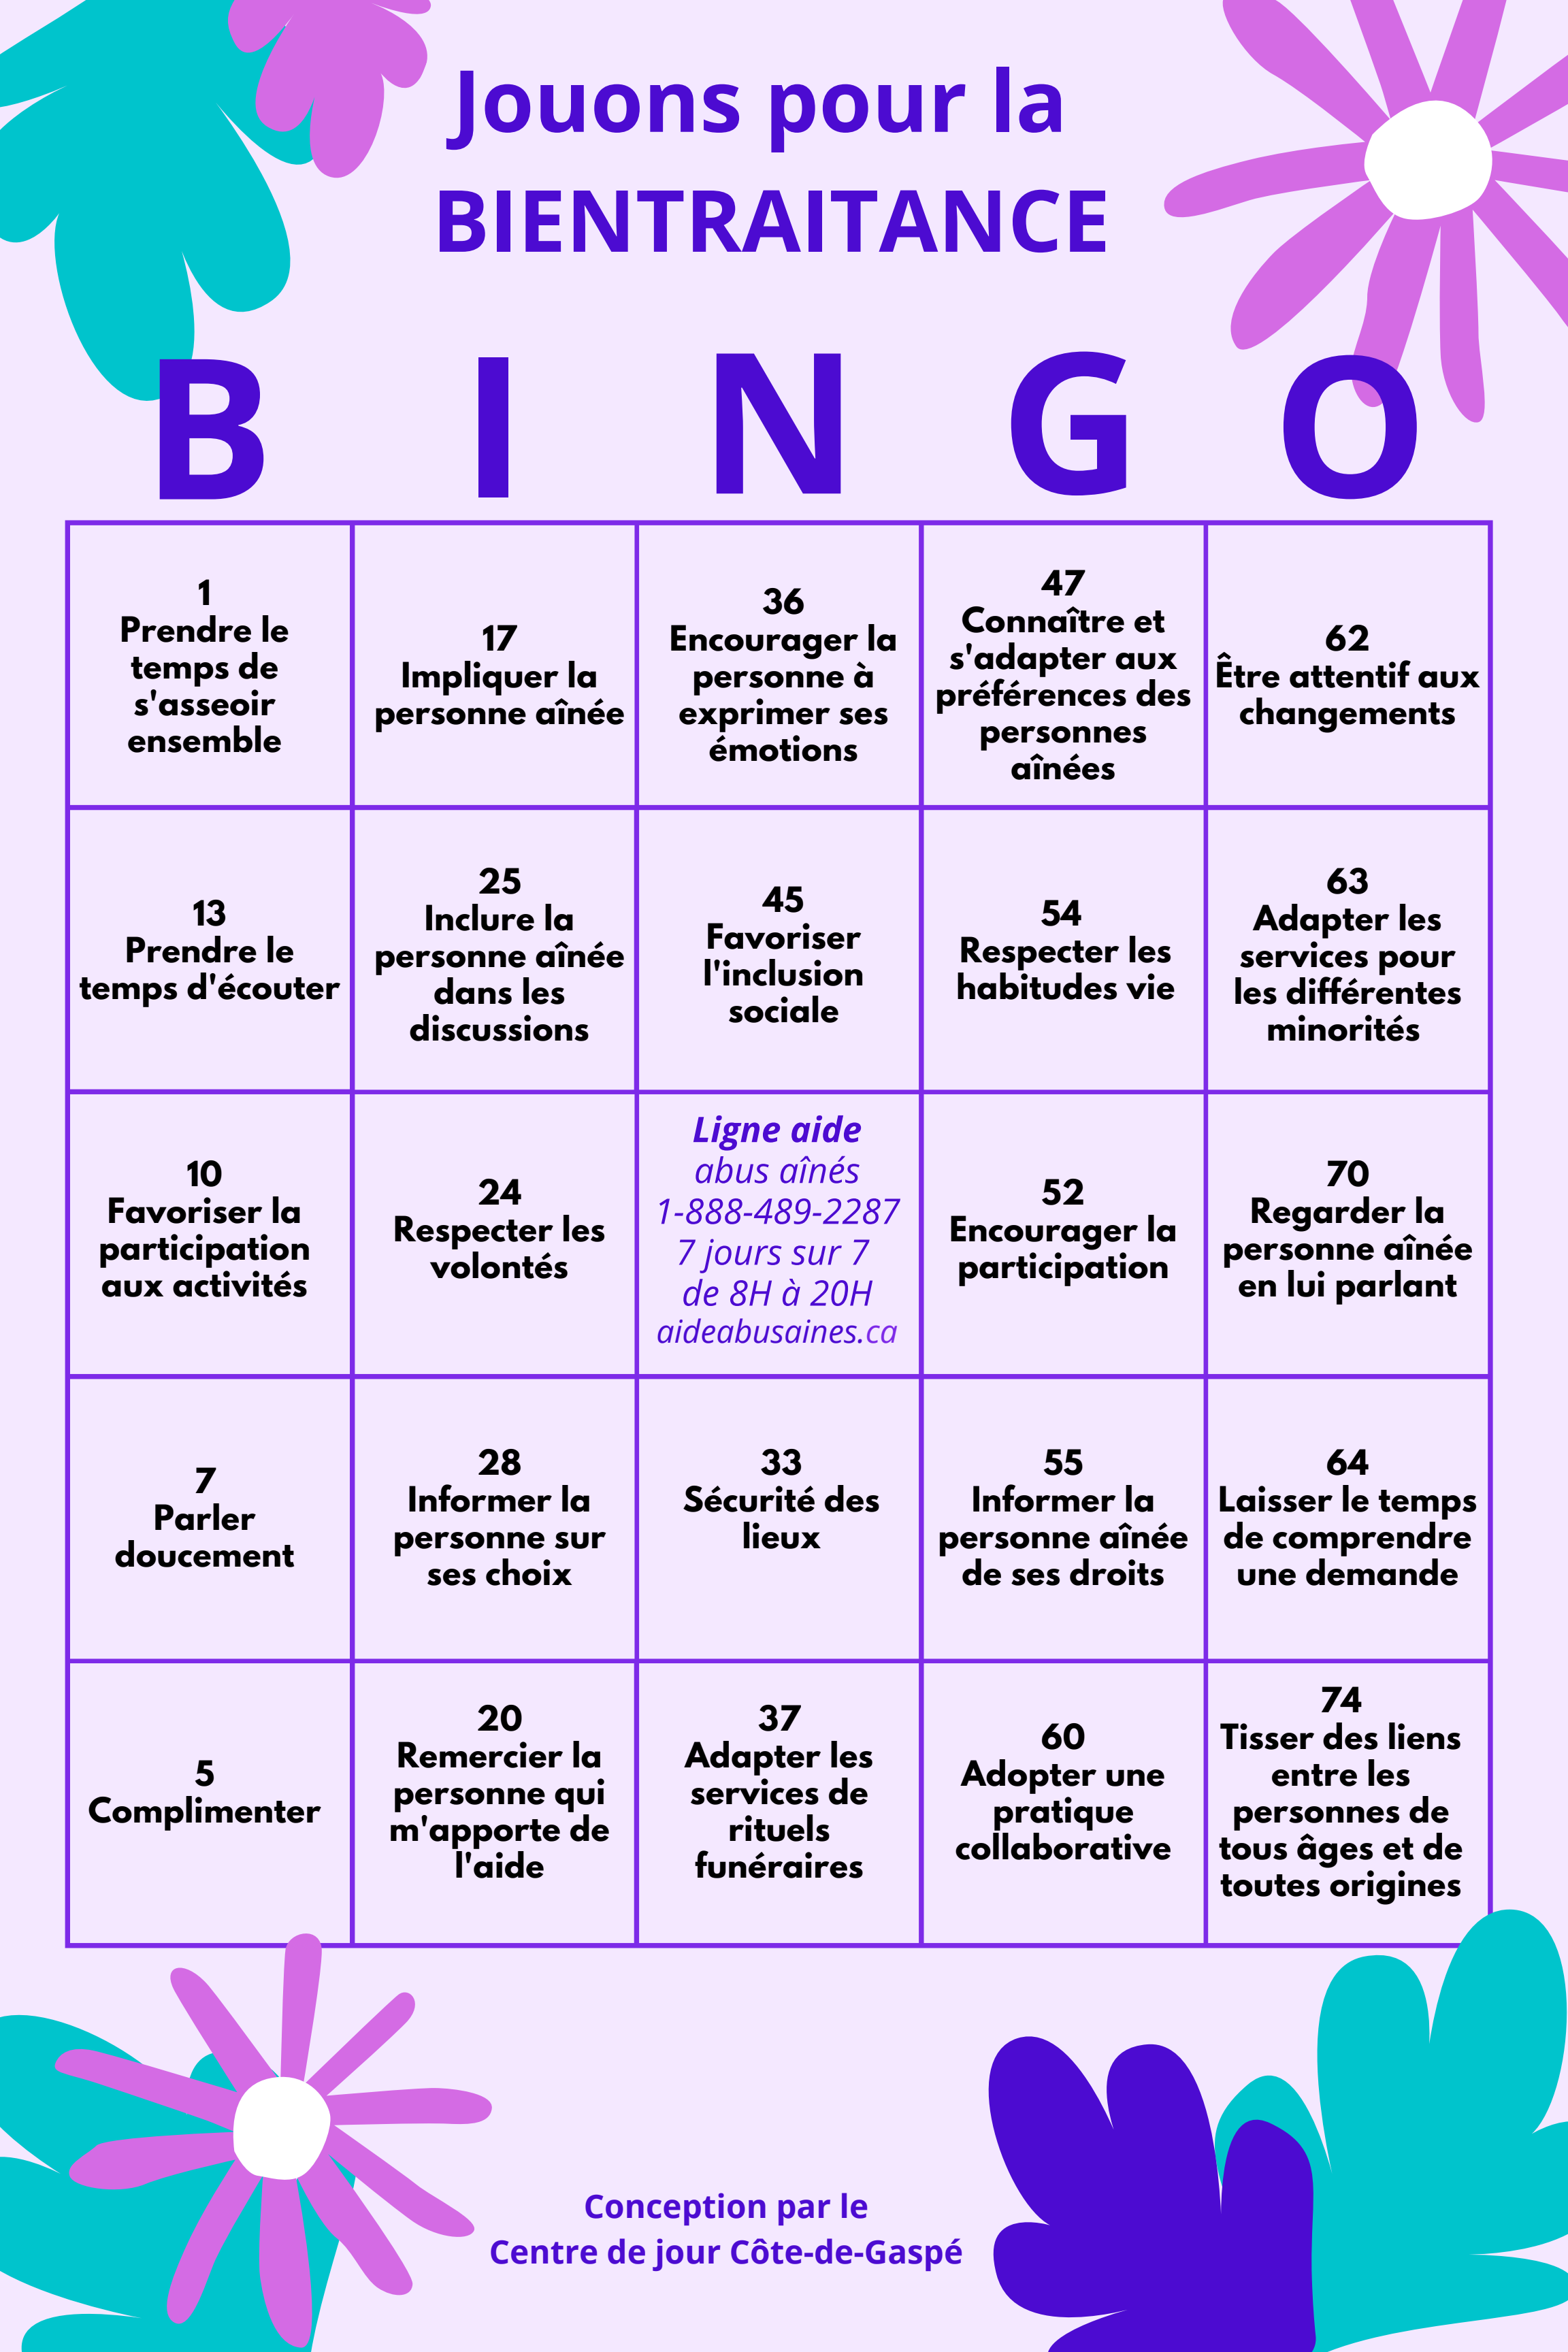 Jouons pour la
BIENTRAITANCE
B I N G O
1
Prendre le
temps de
s'asseoir
ensemble
17
Impliquer la
personne aînée
36
Encourager la
personne à
exprimer ses
émotions
47
Connaître et
s'adapter aux
préférences des
personnes
aînées
62
Être attentif aux
changements
13
Prendre le
temps d'écouter
25
Inclure la
personne aînée
dans les
discussions
45
Favoriser
l'inclusion
sociale
54
Respecter les
habitudes vie
63
Adapter les
services pour
les différentes
minorités
10
Favoriser la
participation
aux activités
24
Respecter les
volontés
Ligne aide
abus aînés
1-888-489-2287
7 jours sur 7
de 8H à 20H
aideabusaines.ca
52
Encourager la
participation
70
Regarder la
personne aînée
en lui parlant
7
Parler
doucement
28
Informer la
personne sur
ses choix
33
Sécurité des
lieux
55
Informer la
personne aînée
de ses droits
64
Laisser le temps
de comprendre
une demande
5
Complimenter
20
Remercier la
personne qui
m'apporte de
l'aide
37
Adapter les
services de
rituels
funéraires
60
Adopter une
pratique
collaborative
74
Tisser des liens
entre les
personnes de
tous âges et de
toutes origines
Conception par le
Centre de jour Côte-de-Gaspé